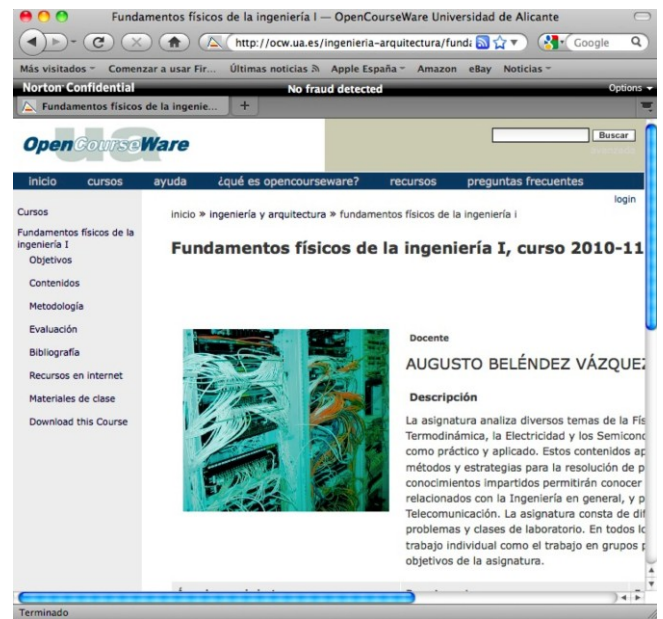 Fundamentos físicos de la ingeniería I — OpenCourseWare Universidad de Alicante
http://ocw.ua.es/ingenieria-arquitectura/fund
Google
Más visitados Comenzar a usar Fir... Últimas noticias Apple España Amazon eBay Noticias
Norton Confidential No fraud detected Options
Fundamentos físicos de la ingenie... +
OpenCourseWare
Buscar
inicio cursos ayuda ¿qué es opencourseware? recursos preguntas frecuentes
login
Cursos
Fundamentos físicos de la
ingeniería I
Objetivos
Contenidos
Metodología
Evaluación
Bibliografía
Recursos en internet
Materiales de clase
Download this Course
inicio » ingeniería y arquitectura » fundamentos físicos de la ingeniería i
Fundamentos físicos de la ingeniería I, curso 2010-11
Docente
AUGUSTO BELÉNDEZ VÁZQUEZ
Descripción
La asignatura analiza diversos temas de la Fís
Termodinámica, la Electricidad y los Semicond
como práctico y aplicado. Estos contenidos ap
métodos y estrategias para la resolución de p
conocimientos impartidos permitirán conocer
relacionados con la Ingeniería en general, y p
Telecomunicación. La asignatura consta de dif
problemas y clases de laboratorio. En todos lo
trabajo individual como el trabajo en grupos p
objetivos de la asignatura.
Terminado